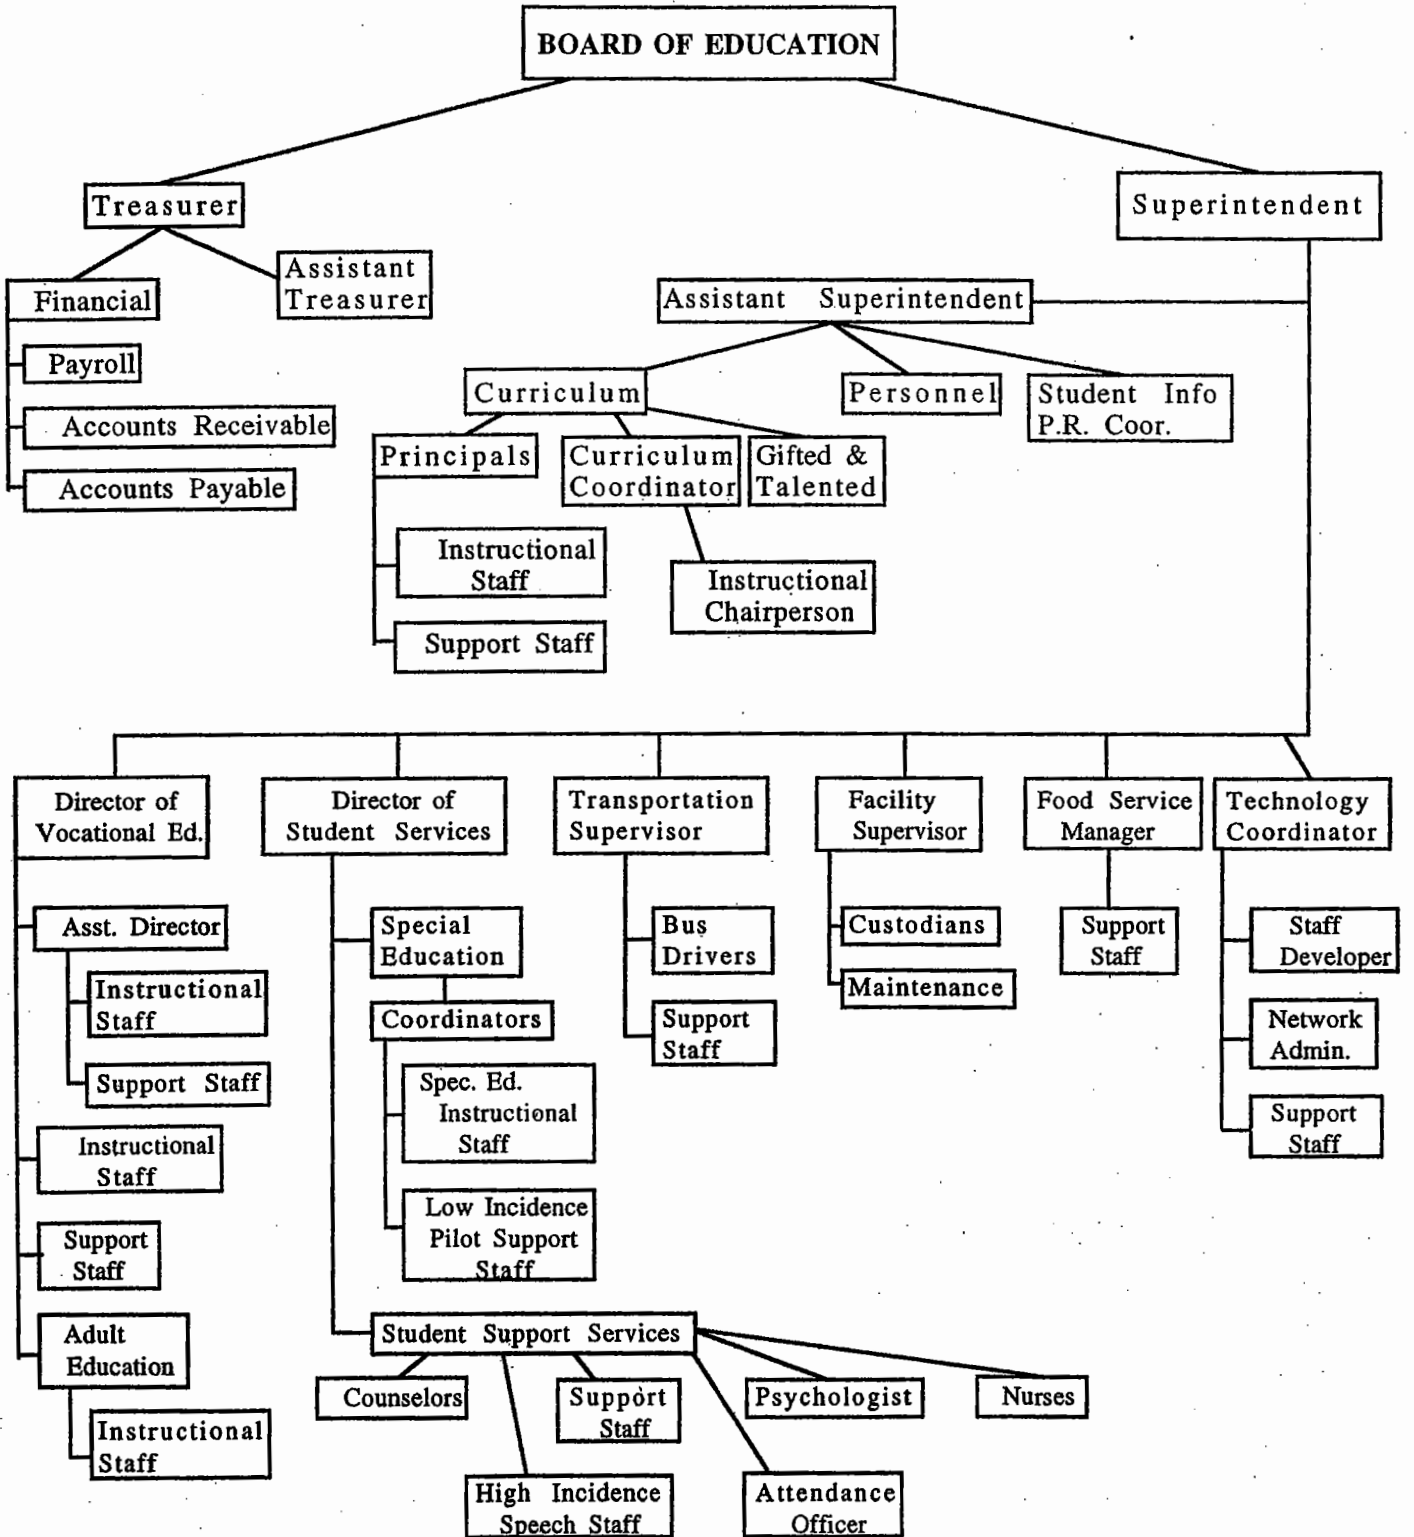 BOARD OF EDUCATION
Treasurer
Superintendent
Financial
Assistant
Treasurer
Payroll
Accounts Receivable
Accounts Payable
Assistant Superintendent
Curriculum
Personnel
Student Info
P.R. Coor.
Principals
Curriculum
Coordinator
Gifted &
Talented
Instructional
Staff
Support Staff
Instructional
Chairperson
Director of
Vocational Ed.
Asst. Director
Instructional
Staff
Support Staff
Instructional
Staff
Support
Staff
Adult
Education
Instructional
Staff
Director of
Student Services
Special
Education
Coordinators
Spec. Ed.
Instructional
Staff
Low Incidence
Pilot Support
Staff
Student Support Services
Counselors
High Incidence
Speech Staff
Support
Staff
Attendance
Officer
Psychologist
Nurses
Transportation
Supervisor
Bus
Drivers
Support
Staff
Facility
Supervisor
Custodians
Maintenance
Food Service
Manager
Support
Staff
Technology
Coordinator
Staff
Developer
Network
Admin.
Support
Staff